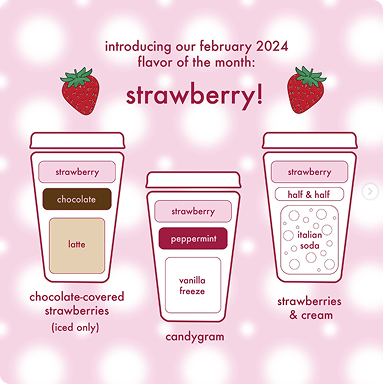 introducing our february 2024
flavor of the month:
strawberry!
strawberry
chocolate
latte
chocolate-covered
strawberries
(iced only)
strawberry
peppermint
vanilla
freeze
candygram
strawberry
half & half
italian
soda
strawberries
& cream